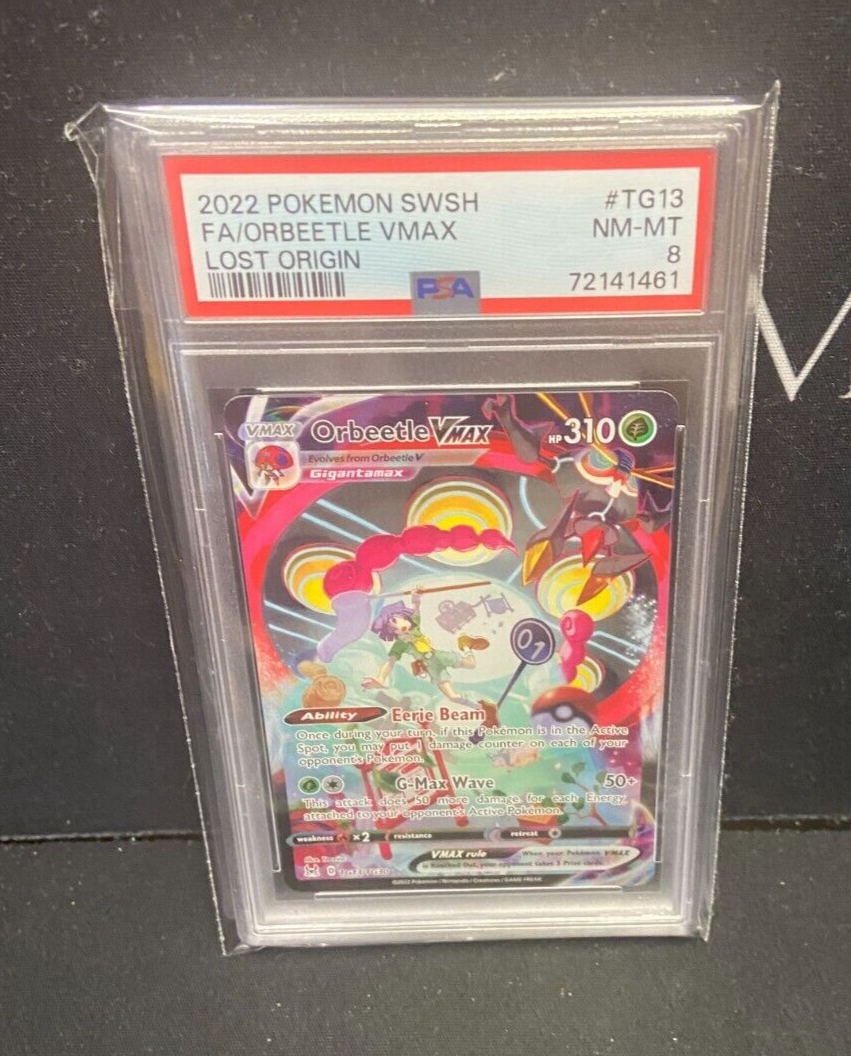 2022 POKEMON SWSH #TG13
FA/ORBEETLE VMAX NM-MT
LOST ORIGIN 8
PSA 72141461
VMAX Orbeetle VMAX HP 310
Evolves from Orbeetle V
Gigantamax
01
Ability Eerie Beam
Once during your turn, if this Pokémon is in the Active
Spot, you may put 1 damage counter on each of your
opponent's Pokémon.
G-Max Wave 50+
This attack does 50 more damage for each Energy
attached to your opponent's Active Pokémon.
weakness x2 resistance retreat
VMAX rule When your Pokémon VMAX
is Knocked Out, your opponent takes 3 Prize cards.
©2022 Pokémon / Nintendo / Creatures / GAME FREAK